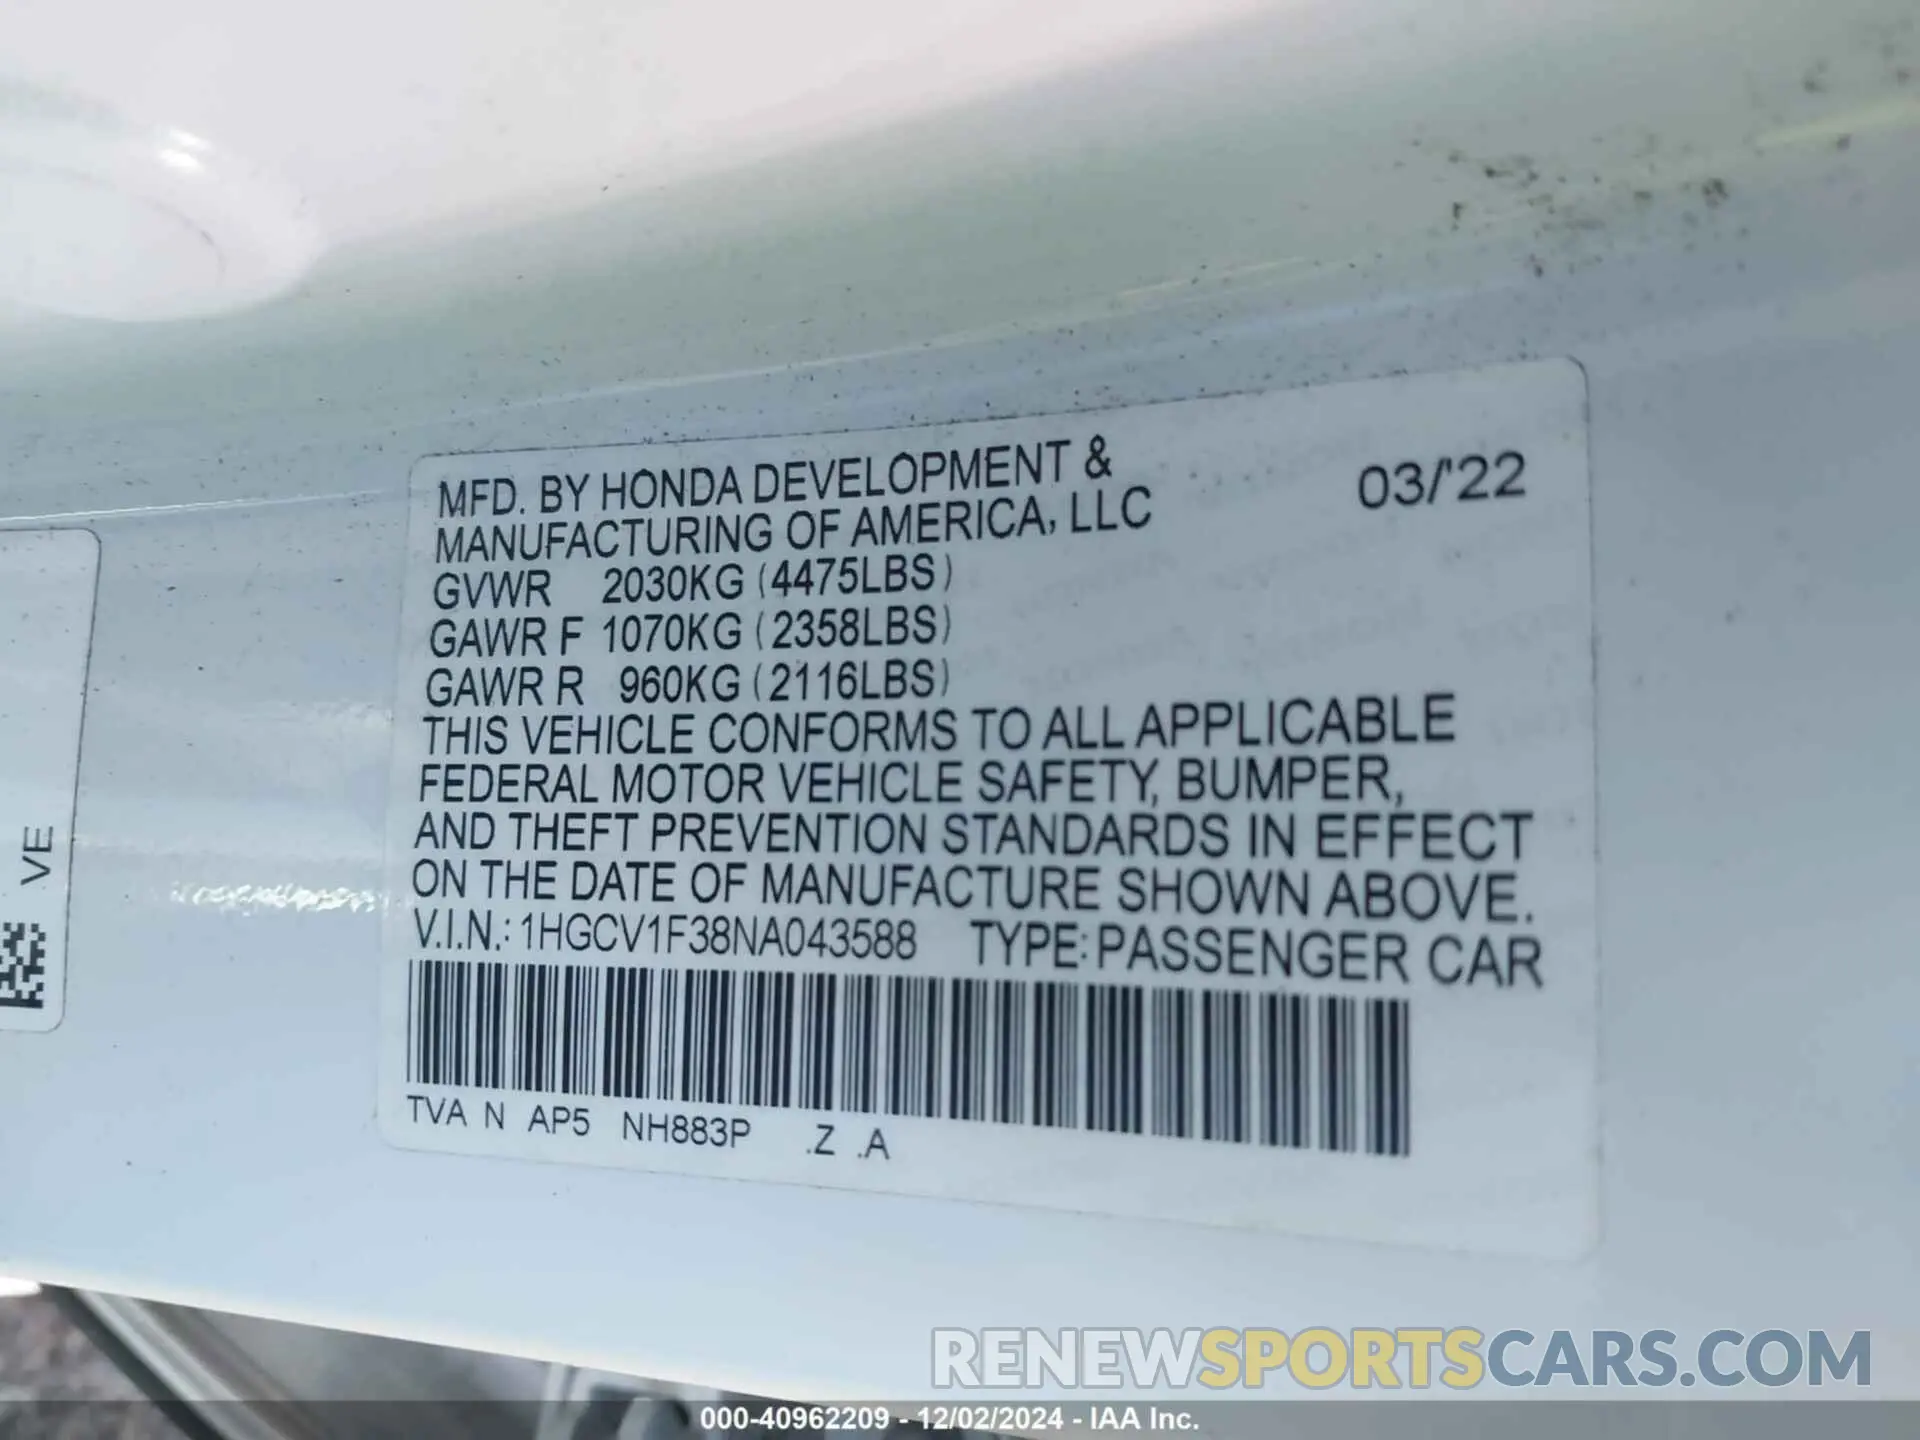 MFD. BY HONDA DEVELOPMENT & 03/'22
MANUFACTURING OF AMERICA, LLC
GVWR 2030KG (4475LBS)
GAWR F 1070KG (2358LBS)
GAWR R 960KG (2116LBS)
THIS VEHICLE CONFORMS TO ALL APPLICABLE
FEDERAL MOTOR VEHICLE SAFETY, BUMPER,
AND THEFT PREVENTION STANDARDS IN EFFECT
ON THE DATE OF MANUFACTURE SHOWN ABOVE.
V.I.N.: 1HGCV1F38NA043588 TYPE: PASSENGER CAR
TVA N AP5 NH883P .Z .A
VE
RENEWSPORTSCARS.COM
000-40962209 - 12/02/2024 - IAA Inc.